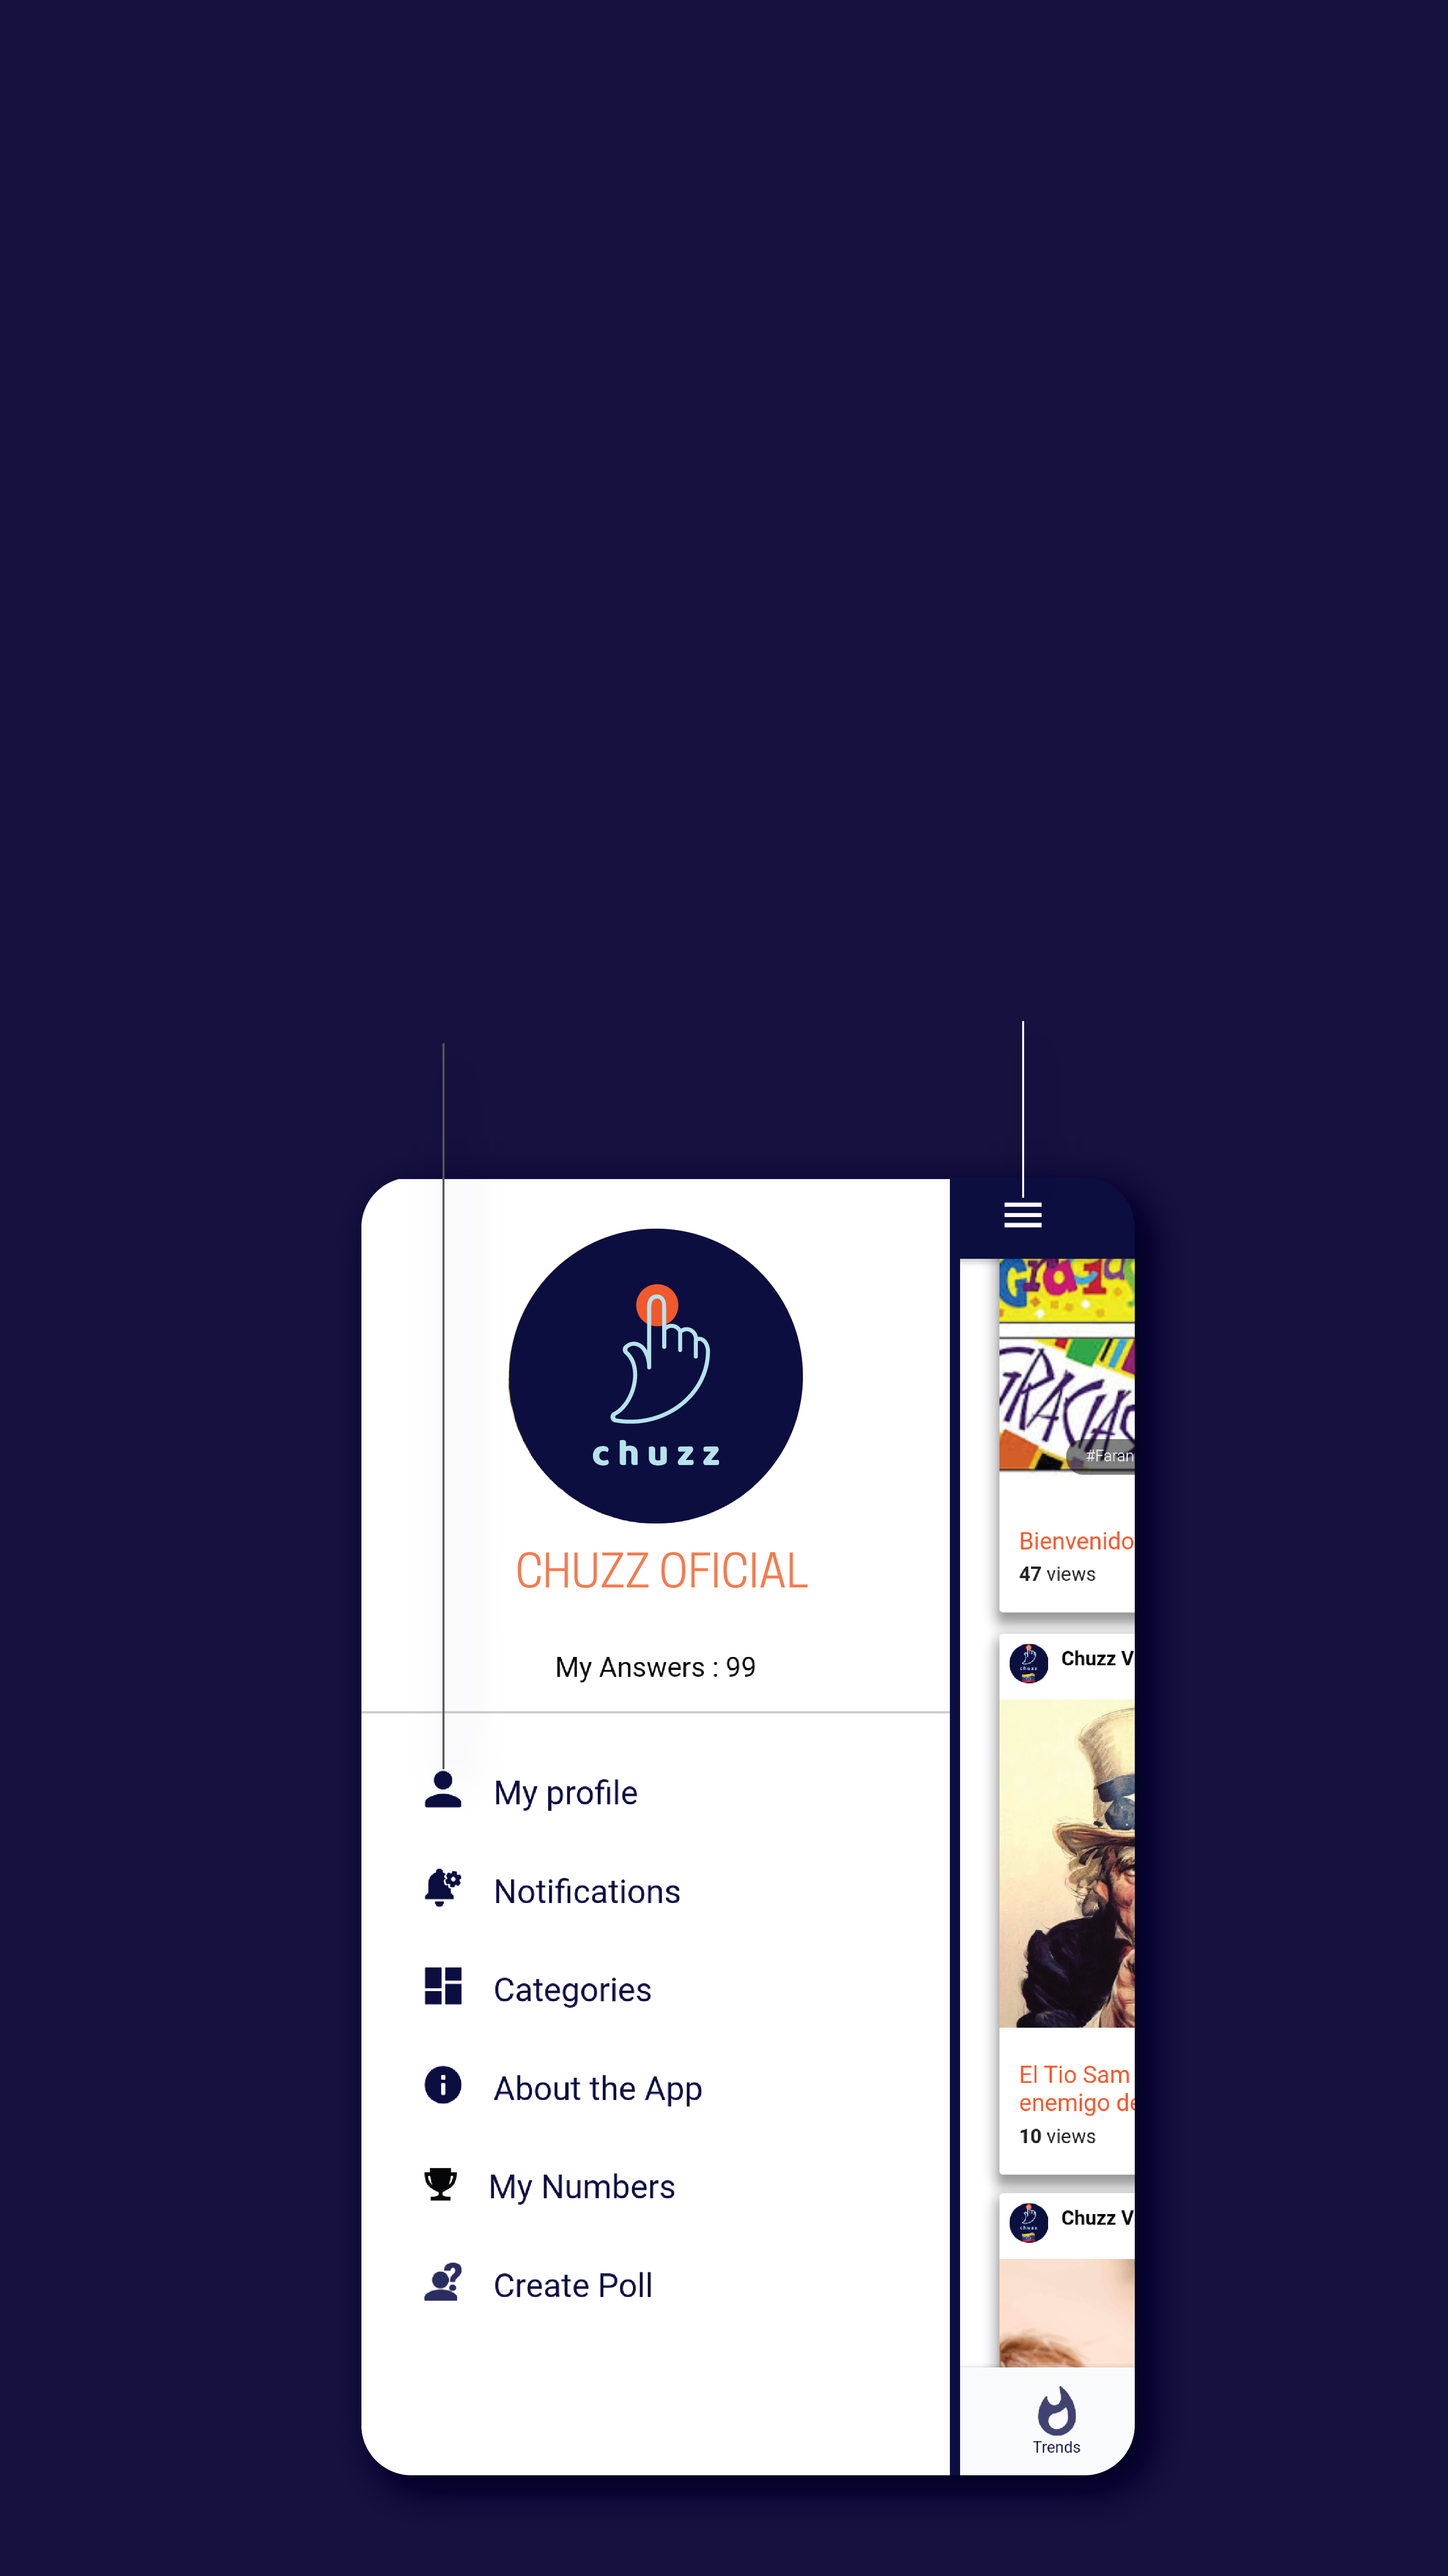 chuzz
CHUZZ OFICIAL
My Answers : 99
My profile
Notifications
Categories
About the App
My Numbers
Create Poll
GRACIAS
#Faran
Bienvenido
47 views
Chuzz V
El Tio Sam
enemigo de
10 views
Chuzz V
Trends